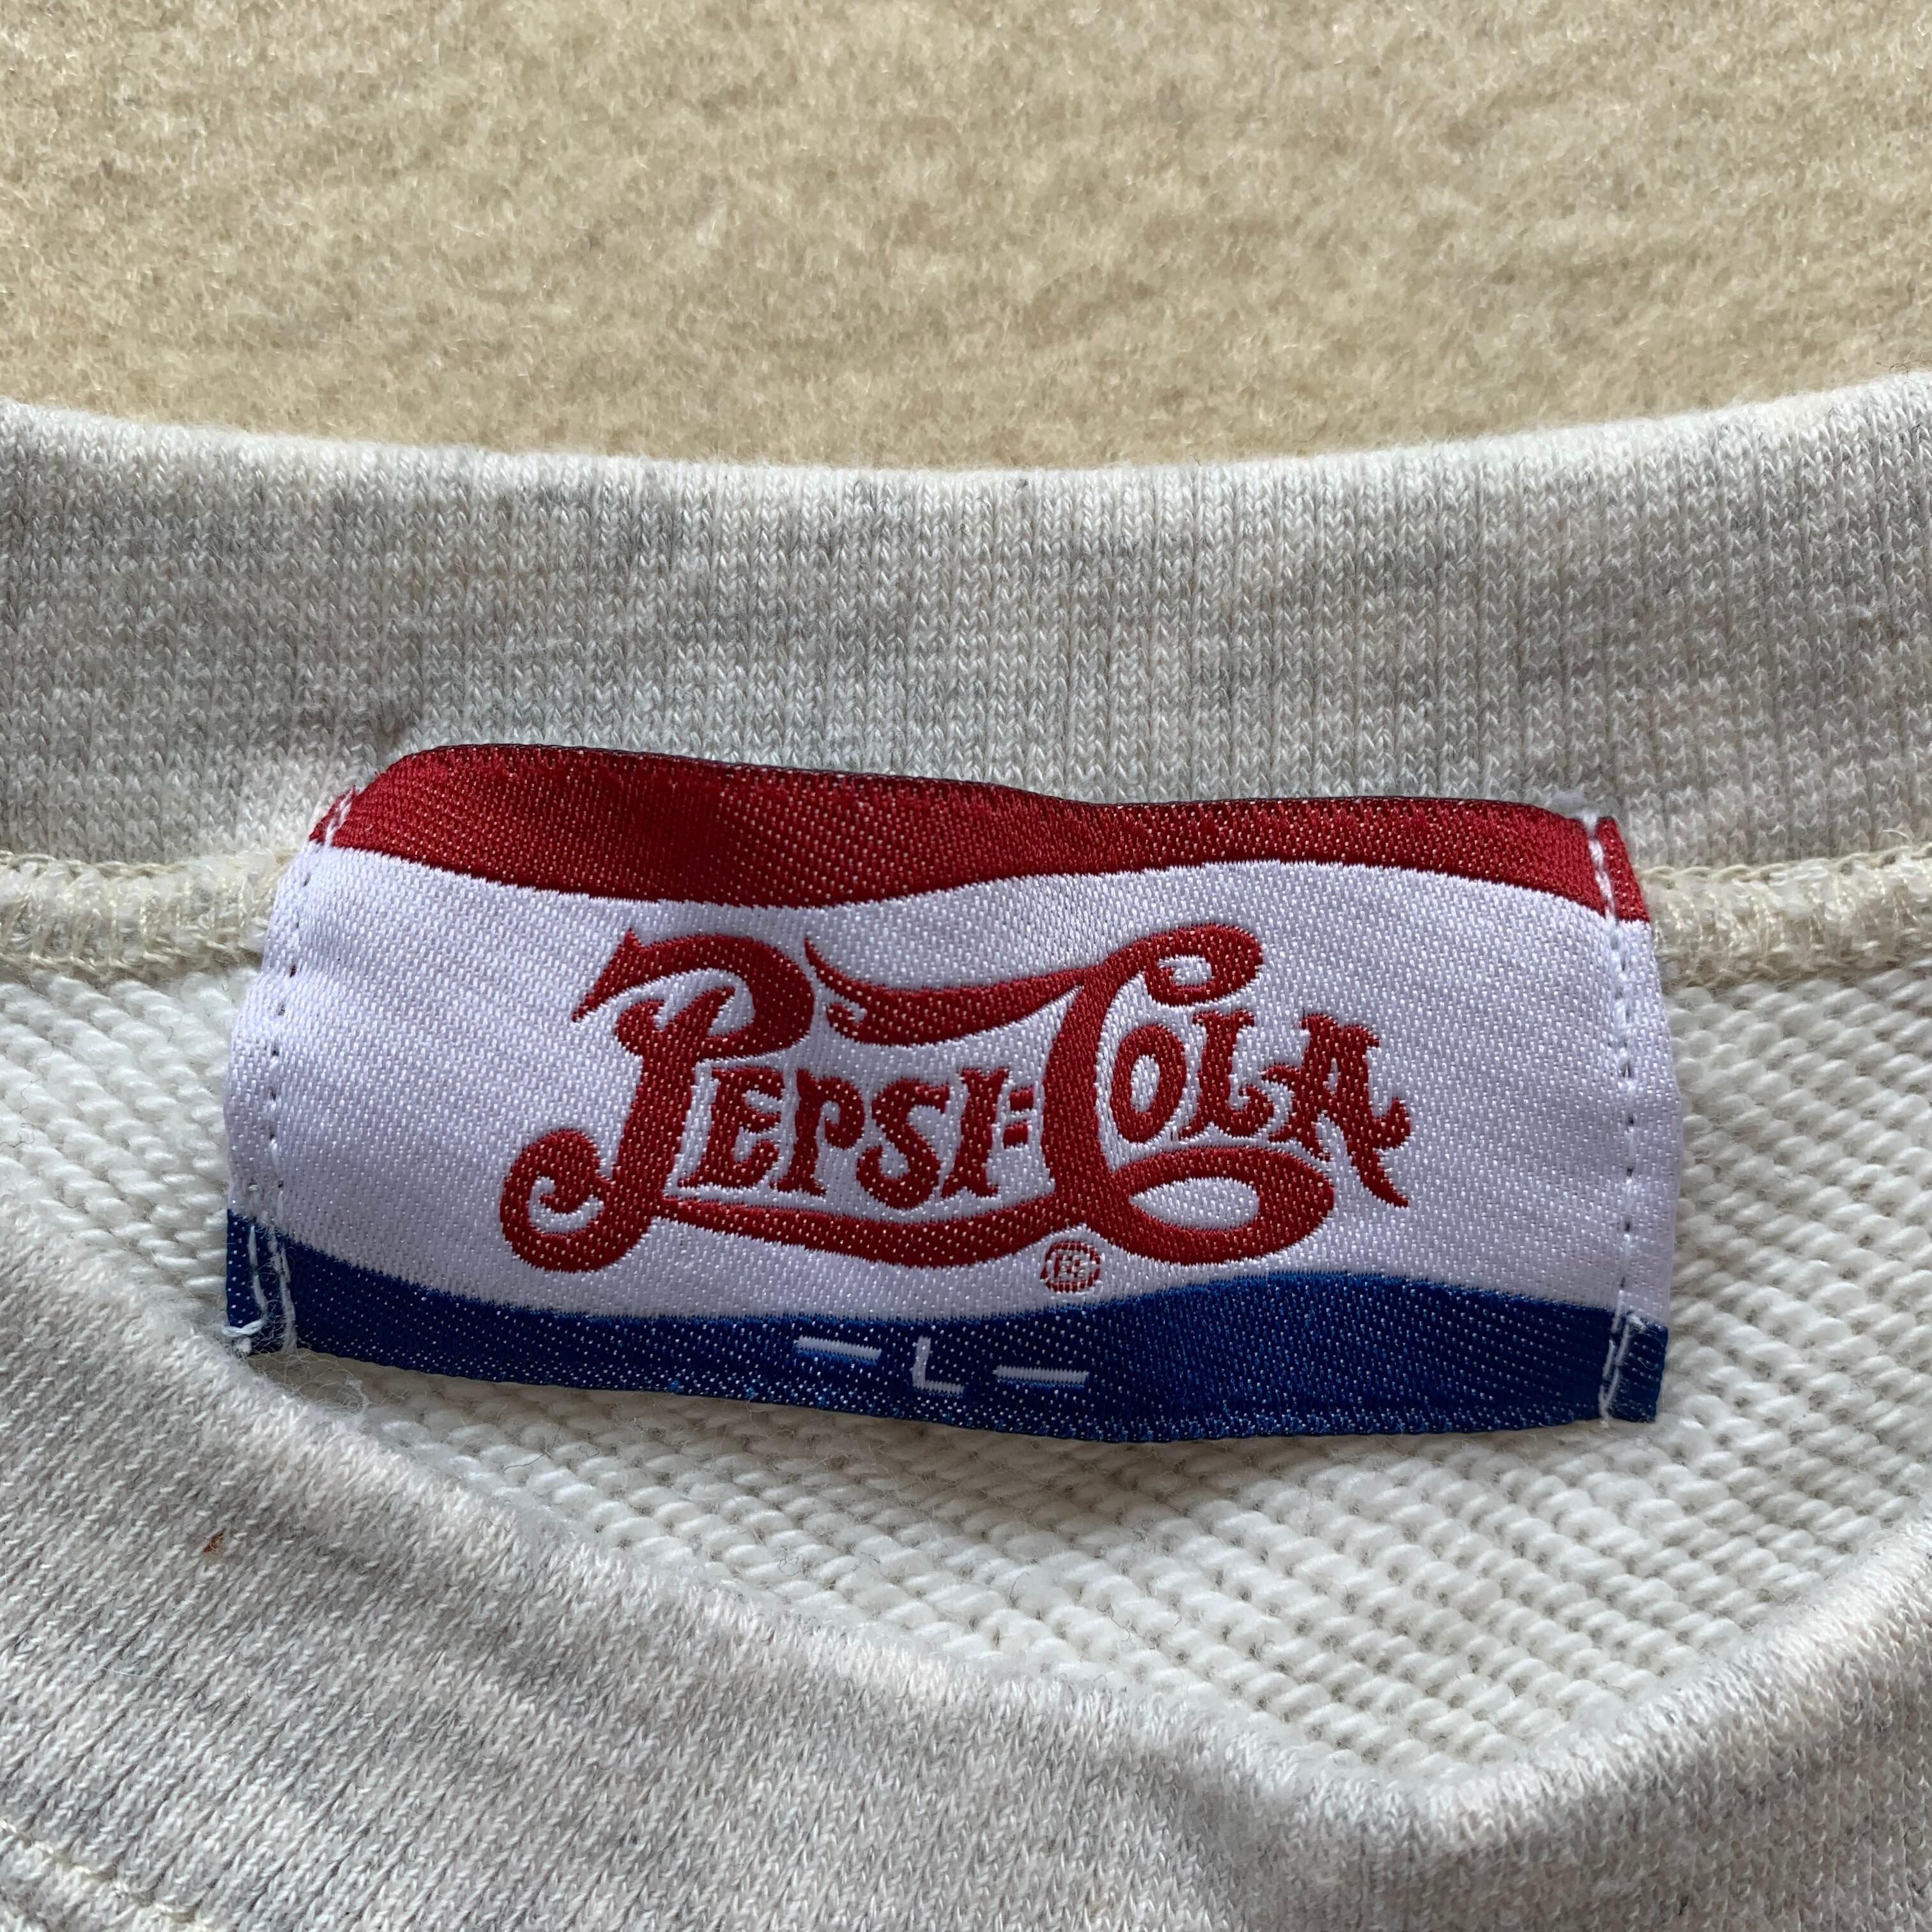 PEPSI=COLA
®
— L —